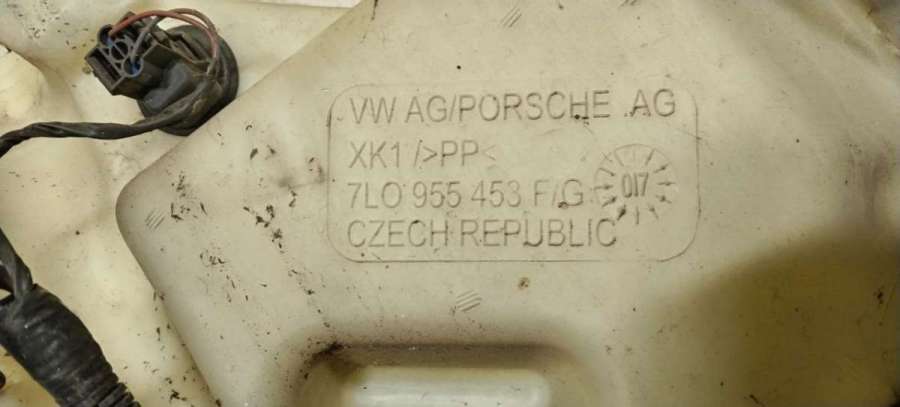 VW AG/PORSCHE AG
XK1 />PP<
7L0 955 453 F/G
017
CZECH REPUBLIC